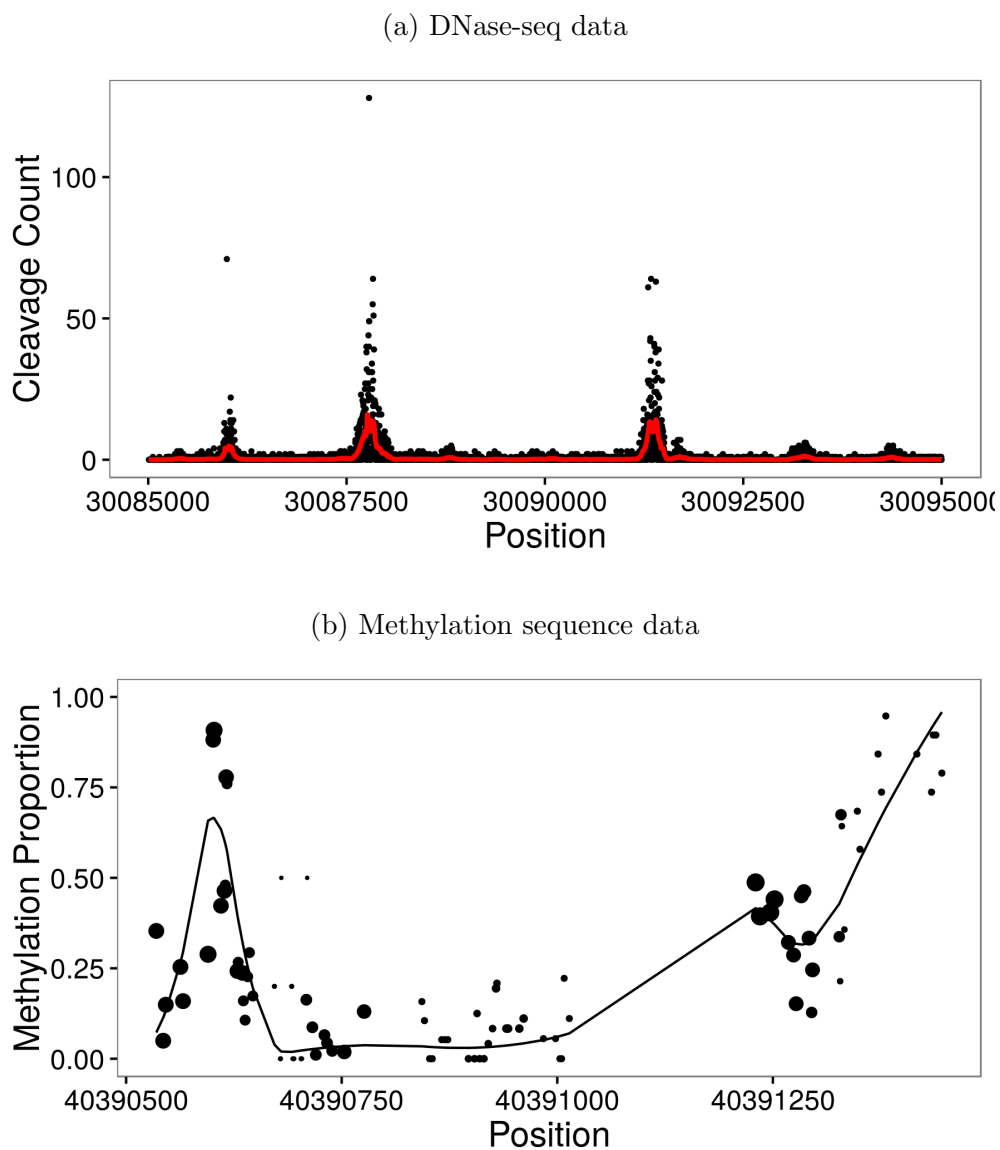 (a) DNase-seq data
Cleavage Count
100
50
0
30085000 30087500 30090000 30092500 30095000
Position
(b) Methylation sequence data
Methylation Proportion
1.00
0.75
0.50
0.25
0.00
40390500 40390750 40391000 40391250
Position